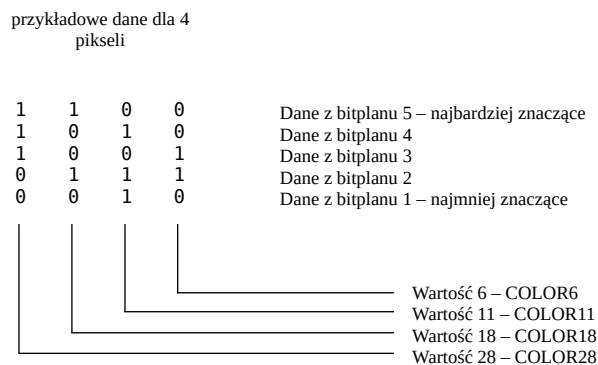 przykładowe dane dla 4
pikseli
1 1 0 0 Dane z bitplanu 5 – najbardziej znaczące
1 0 1 0 Dane z bitplanu 4
1 0 0 1 Dane z bitplanu 3
0 1 1 1 Dane z bitplanu 2
0 0 1 0 Dane z bitplanu 1 – najmniej znaczące
Wartość 6 – COLOR6
Wartość 11 – COLOR11
Wartość 18 – COLOR18
Wartość 28 – COLOR28